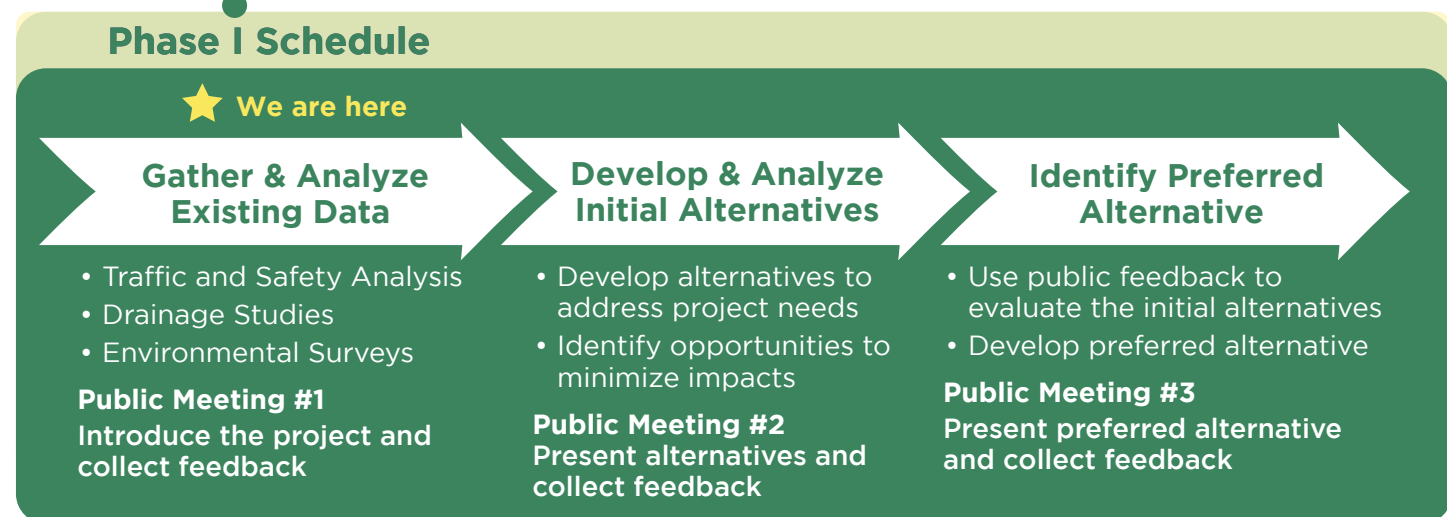 Phase I Schedule
We are here
Gather & Analyze
Existing Data
• Traffic and Safety Analysis
• Drainage Studies
• Environmental Surveys
Public Meeting #1
Introduce the project and
collect feedback
Develop & Analyze
Initial Alternatives
• Develop alternatives to
address project needs
• Identify opportunities to
minimize impacts
Public Meeting #2
Present alternatives and
collect feedback
Identify Preferred
Alternative
• Use public feedback to
evaluate the initial alternatives
• Develop preferred alternative
Public Meeting #3
Present preferred alternative
and collect feedback